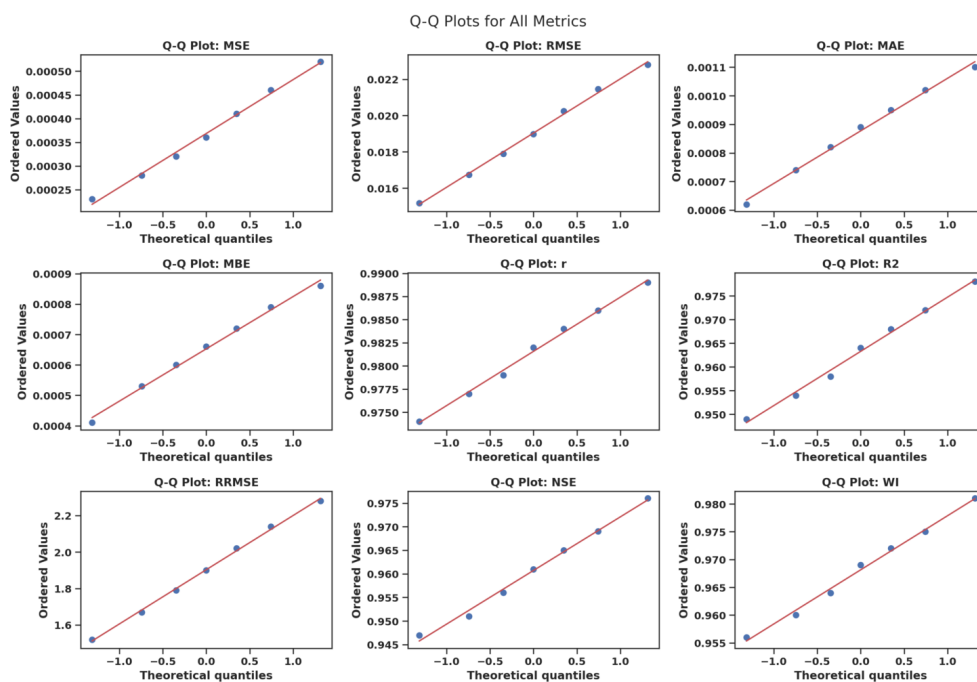 Q-Q Plots for All Metrics
Q-Q Plot: MSE
Ordered Values
0.00050
0.00045
0.00040
0.00035
0.00030
0.00025
−1.0 −0.5 0.0 0.5 1.0
Theoretical quantiles
Q-Q Plot: RMSE
Ordered Values
0.022
0.020
0.018
0.016
−1.0 −0.5 0.0 0.5 1.0
Theoretical quantiles
Q-Q Plot: MAE
Ordered Values
0.0011
0.0010
0.0009
0.0008
0.0007
0.0006
−1.0 −0.5 0.0 0.5 1.0
Theoretical quantiles
Q-Q Plot: MBE
Ordered Values
0.0009
0.0008
0.0007
0.0006
0.0005
0.0004
−1.0 −0.5 0.0 0.5 1.0
Theoretical quantiles
Q-Q Plot: r
Ordered Values
0.9900
0.9875
0.9850
0.9825
0.9800
0.9775
0.9750
−1.0 −0.5 0.0 0.5 1.0
Theoretical quantiles
Q-Q Plot: R2
Ordered Values
0.975
0.970
0.965
0.960
0.955
0.950
−1.0 −0.5 0.0 0.5 1.0
Theoretical quantiles
Q-Q Plot: RRMSE
Ordered Values
2.2
2.0
1.8
1.6
−1.0 −0.5 0.0 0.5 1.0
Theoretical quantiles
Q-Q Plot: NSE
Ordered Values
0.975
0.970
0.965
0.960
0.955
0.950
0.945
−1.0 −0.5 0.0 0.5 1.0
Theoretical quantiles
Q-Q Plot: WI
Ordered Values
0.980
0.975
0.970
0.965
0.960
0.955
−1.0 −0.5 0.0 0.5 1.0
Theoretical quantiles